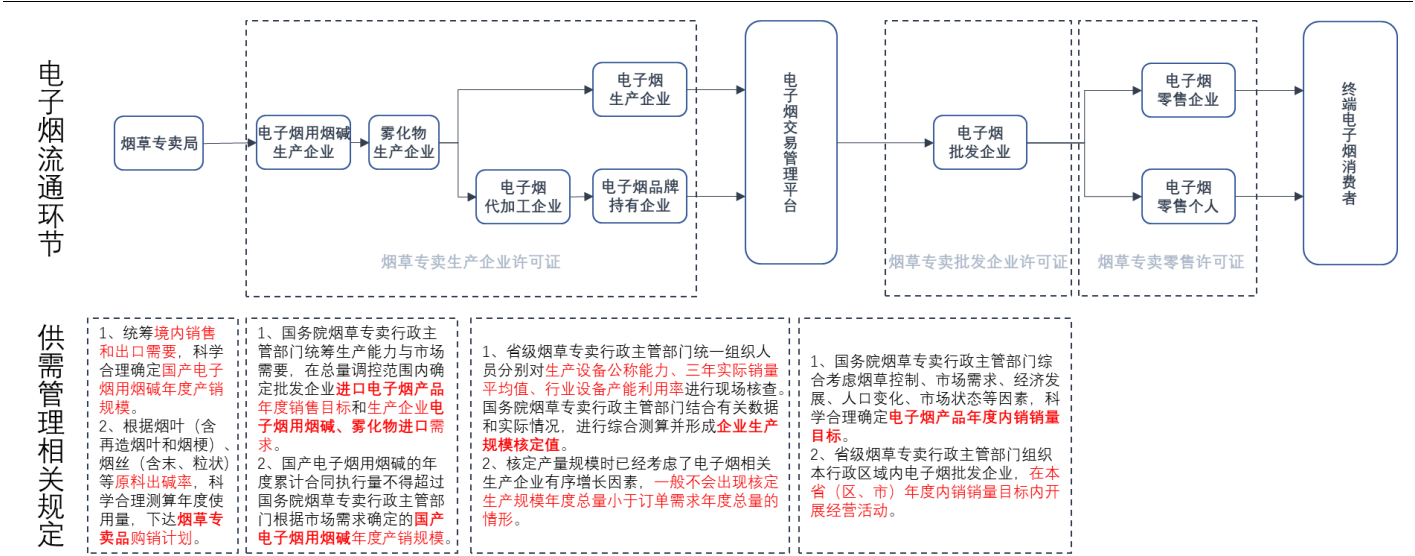 电子烟流通环节
烟草专卖局
电子烟用烟碱
生产企业
雾化物
生产企业
电子烟
生产企业
电子烟
代加工企业
电子烟品牌
持有企业
烟草专卖生产企业许可证
电子烟交易管理平台
电子烟
批发企业
烟草专卖批发企业许可证
电子烟
零售企业
电子烟
零售个人
烟草专卖零售许可证
终端电子烟消费者
供需管理相关规定
1、统筹境内销售
和出口需要，科学
合理确定国产电子
烟用烟碱年度产销
规模。
2、根据烟叶（含
再造烟叶和烟梗）、
烟丝（含末、粒状）
等原料出碱率，科
学合理测算年度使
用量，下达烟草专
卖品购销计划。
1、国务院烟草专卖行政主
管部门统筹生产能力与市场
需要，在总量调控范围内确
定批发企业进口电子烟产品
年度销售目标和生产企业电
子烟用烟碱、雾化物进口需
求。
2、国产电子烟用烟碱的年
度累计合同执行量不得超过
国务院烟草专卖行政主管部
门根据市场需求确定的国产
电子烟用烟碱年度产销规模。
1、省级烟草专卖行政主管部门统一组织人
员分别对生产设备公称能力、三年实际销量
平均值、行业设备产能利用率进行现场核查。
国务院烟草专卖行政主管部门结合有关数据
和实际情况，进行综合测算并形成企业生产
规模核定值。
2、核定产量规模时已经考虑了电子烟相关
生产企业有序增长因素，一般不会出现核定
生产规模年度总量小于订单需求年度总量的
情形。
1、国务院烟草专卖行政主管部门综
合考虑烟草控制、市场需求、经济发
展、人口变化、市场状态等因素，科
学合理确定电子烟产品年度内销销量
目标。
2、省级烟草专卖行政主管部门组织
本行政区域内电子烟批发企业，在本
省（区、市）年度内销销量目标内开
展经营活动。